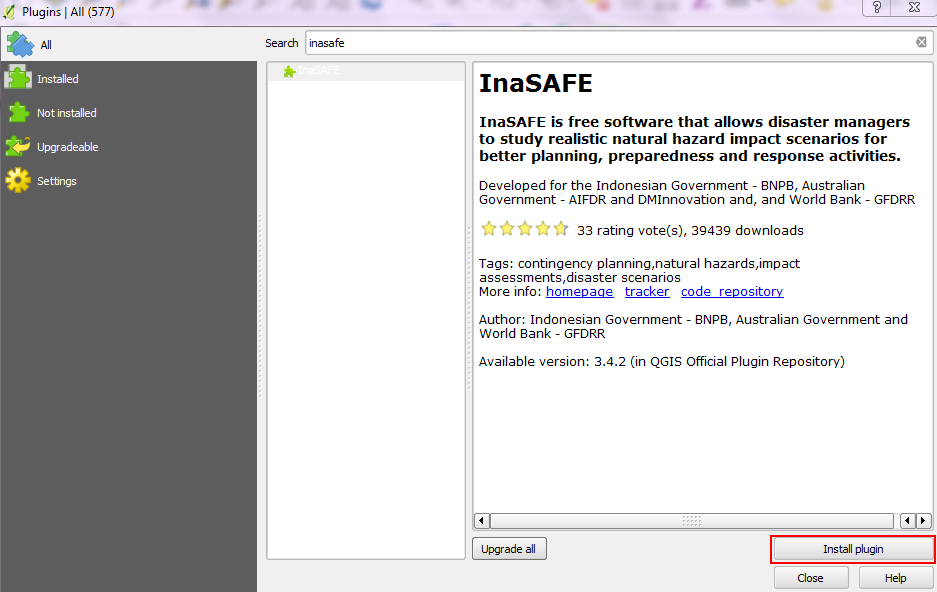 Plugins | All (577)
?
All
Installed
Not installed
Upgradeable
Settings
Search inasafe
InaSAFE
InaSAFE
InaSAFE is free software that allows disaster managers
to study realistic natural hazard impact scenarios for
better planning, preparedness and response activities.
Developed for the Indonesian Government - BNPB, Australian
Government - AIFDR and DMInnovation and, and World Bank - GFDRR
33 rating vote(s), 39439 downloads
Tags: contingency planning,natural hazards,impact
assessments,disaster scenarios
More info: homepage tracker code_repository
Author: Indonesian Government - BNPB, Australian Government and
World Bank - GFDRR
Available version: 3.4.2 (in QGIS Official Plugin Repository)
Upgrade all
Install plugin
Close
Help